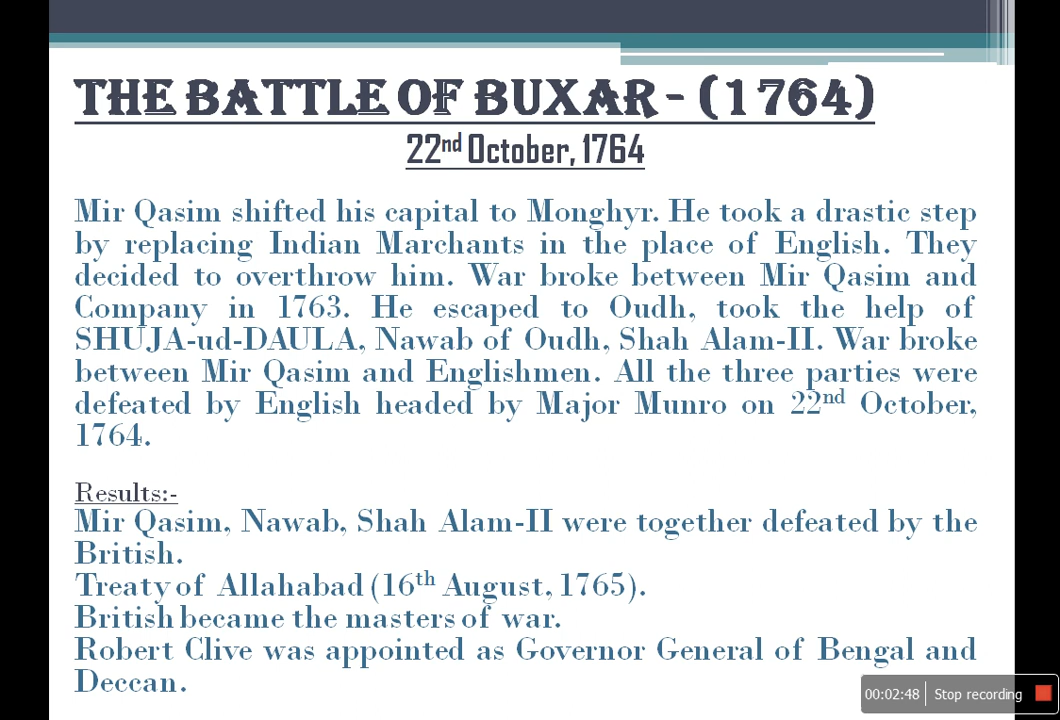 THE BATTLE OF BUXAR - (1764)
22nd October, 1764
Mir Qasim shifted his capital to Monghyr. He took a drastic step
by replacing Indian Marchants in the place of English. They
decided to overthrow him. War broke between Mir Qasim and
Company in 1763. He escaped to Oudh, took the help of
SHUJA-ud-DAULA, Nawab of Oudh, Shah Alam-II. War broke
between Mir Qasim and Englishmen. All the three parties were
defeated by English headed by Major Munro on 22nd October,
1764.
Results:-
Mir Qasim, Nawab, Shah Alam-II were together defeated by the
British.
Treaty of Allahabad (16th August, 1765).
British became the masters of war.
Robert Clive was appointed as Governor General of Bengal and
Deccan.
00:02:48 Stop recording